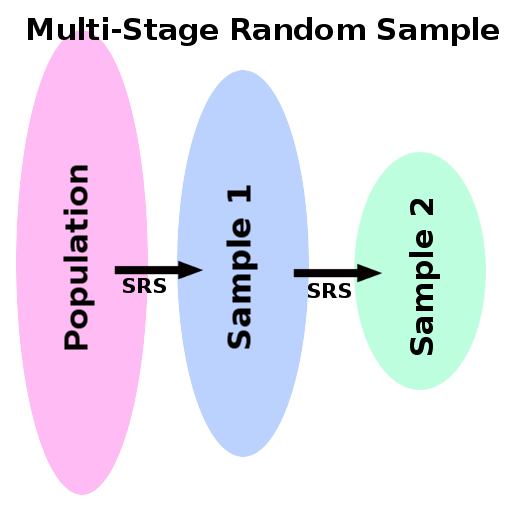 Multi-Stage Random Sample
Population
SRS
Sample 1
SRS
Sample 2